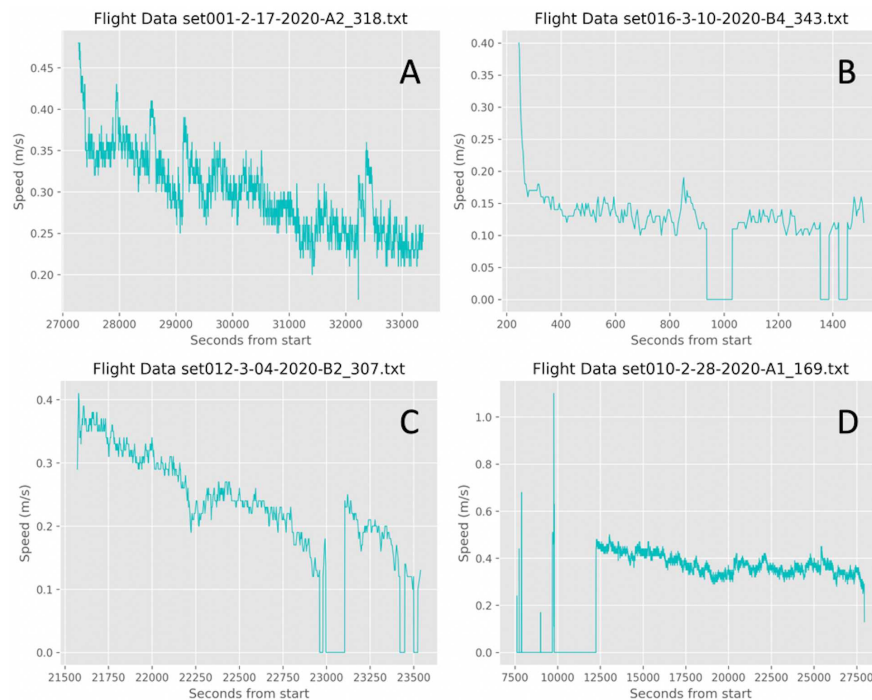 Flight Data set001-2-17-2020-A2_318.txt
A
0.45
0.40
0.35
0.30
0.25
0.20
Speed (m/s)
27000 28000 29000 30000 31000 32000 33000
Seconds from start
Flight Data set016-3-10-2020-B4_343.txt
B
0.40
0.35
0.30
0.25
0.20
0.15
0.10
0.05
0.00
Speed (m/s)
200 400 600 800 1000 1200 1400
Seconds from start
Flight Data set012-3-04-2020-B2_307.txt
C
0.4
0.3
0.2
0.1
0.0
Speed (m/s)
21500 21750 22000 22250 22500 22750 23000 23250 23500
Seconds from start
Flight Data set010-2-28-2020-A1_169.txt
D
1.0
0.8
0.6
0.4
0.2
0.0
Speed (m/s)
7500 10000 12500 15000 17500 20000 22500 25000 27500
Seconds from start